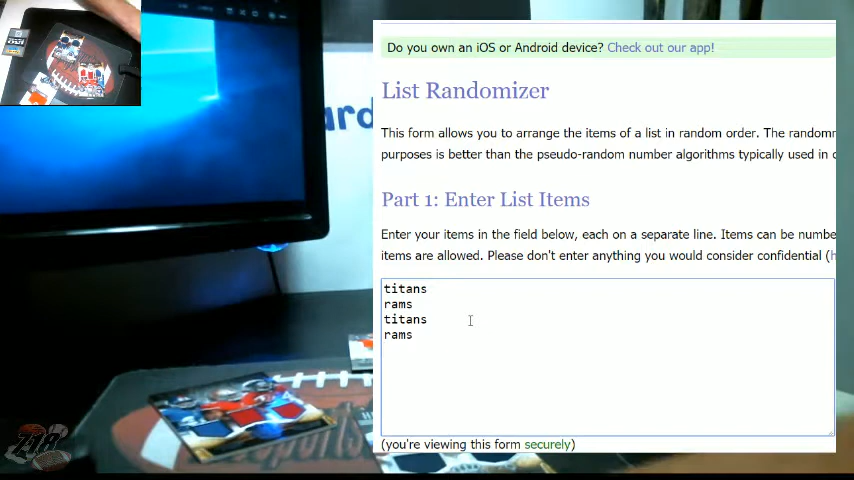 Do you own an iOS or Android device? Check out our app!
List Randomizer
This form allows you to arrange the items of a list in random order. The
purposes is better than the pseudo-random number algorithms typically used in
Part 1: Enter List Items
Enter your items in the field below, each on a separate line. Items can be
items are allowed. Please don't enter anything you would consider confidential
titans
rams
titans
rams
(you're viewing this form securely)
718